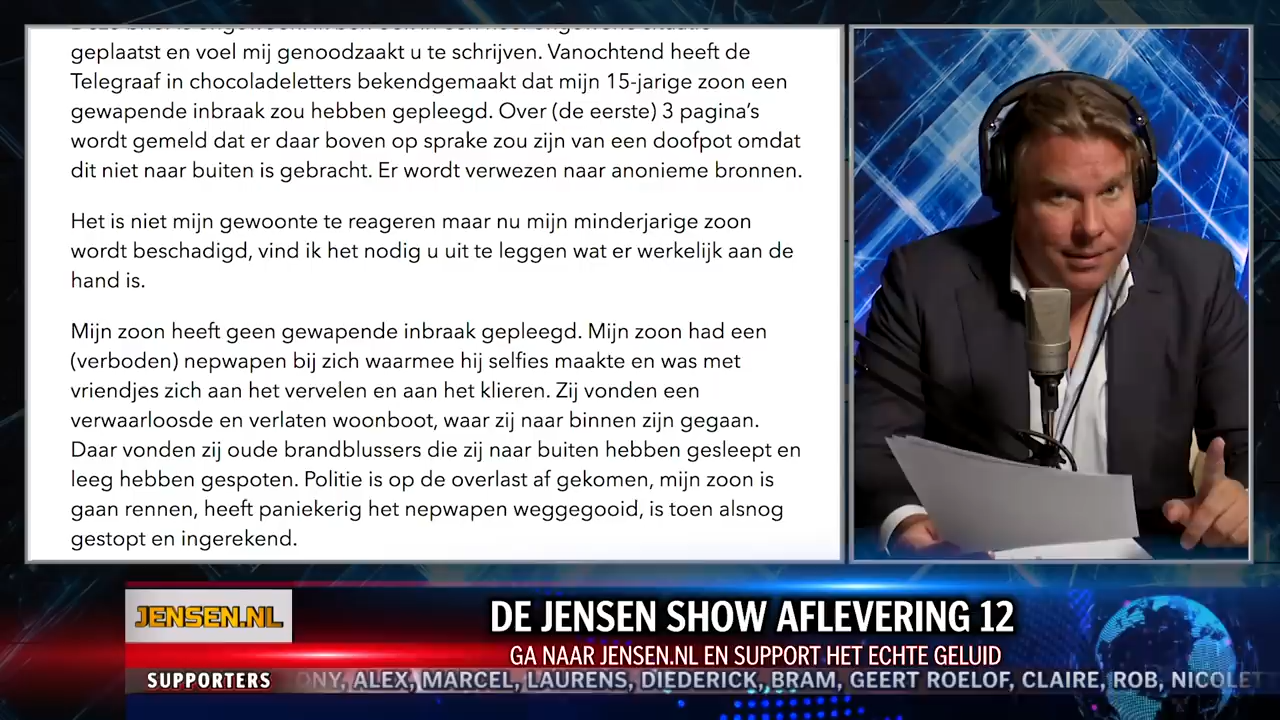 geplaatst en voel mij genoodzaakt u te schrijven. Vanochtend heeft de
Telegraaf in chocoladeletters bekendgemaakt dat mijn 15-jarige zoon een
gewapende inbraak zou hebben gepleegd. Over (de eerste) 3 pagina's
wordt gemeld dat er daar boven op sprake zou zijn van een doofpot omdat
dit niet naar buiten is gebracht. Er wordt verwezen naar anonieme bronnen.
Het is niet mijn gewoonte te reageren maar nu mijn minderjarige zoon
wordt beschadigd, vind ik het nodig u uit te leggen wat er werkelijk aan de
hand is.
Mijn zoon heeft geen gewapende inbraak gepleegd. Mijn zoon had een
(verboden) nepwapen bij zich waarmee hij selfies maakte en was met
vriendjes zich aan het vervelen en aan het klieren. Zij vonden een
verwaarloosde en verlaten woonboot, waar zij naar binnen zijn gegaan.
Daar vonden zij oude brandblussers die zij naar buiten hebben gesleept en
leeg hebben gespoten. Politie is op de overlast af gekomen, mijn zoon is
gaan rennen, heeft paniekerig het nepwapen weggegooid, is toen alsnog
gestopt en ingerekend.
JENSEN.NL
DE JENSEN SHOW AFLEVERING 12
GA NAAR JENSEN.NL EN SUPPORT HET ECHTE GELUID
SUPPORTERS ONY, ALEX, MARCEL, LAURENS, DIEDERICK, BRAM, GEERT ROELOF, CLAIRE, ROB, NICOLET